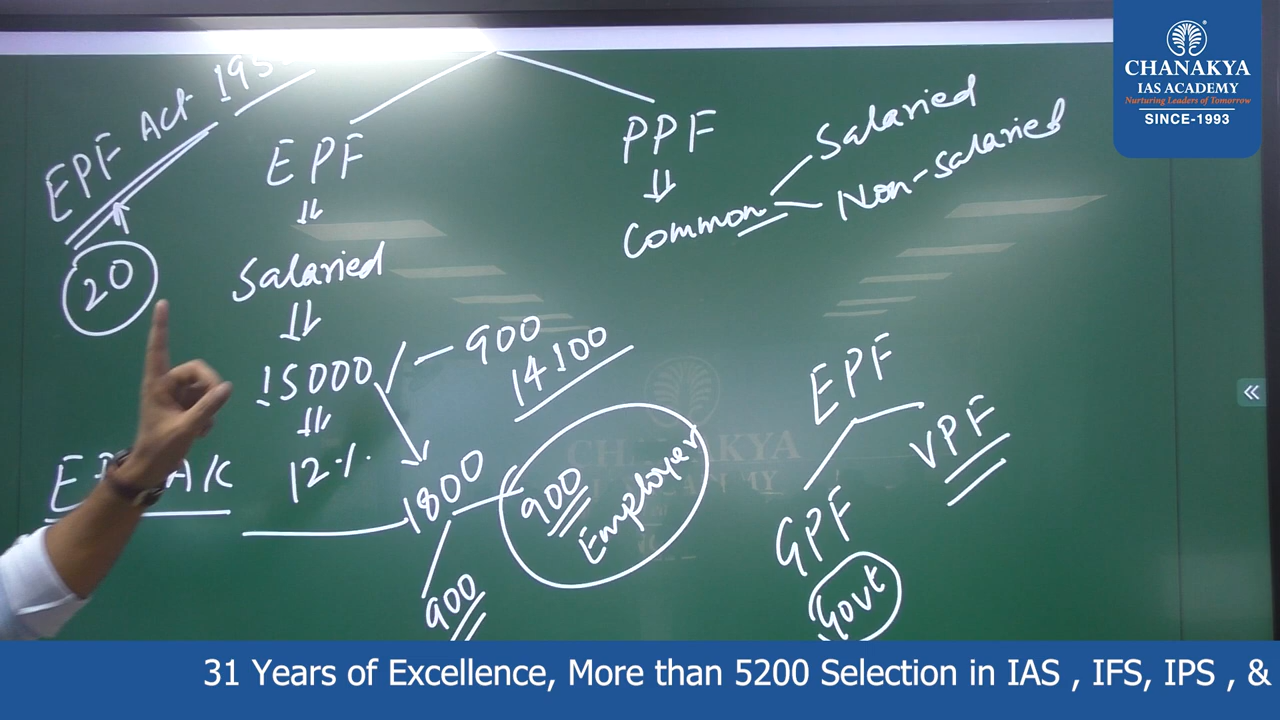 EPF Act 195
20
EPF
Salaried
15000 / - 900
14100
12%
1800
900
900
Employer
PPF
Common
Salaried
Non-salaried
EPF
GPF
Govt
VPF
CHANAKYA
IAS ACADEMY
Nurturing Leaders of Tomorrow
SINCE-1993
31 Years of Excellence, More than 5200 Selection in IAS , IFS, IPS , &